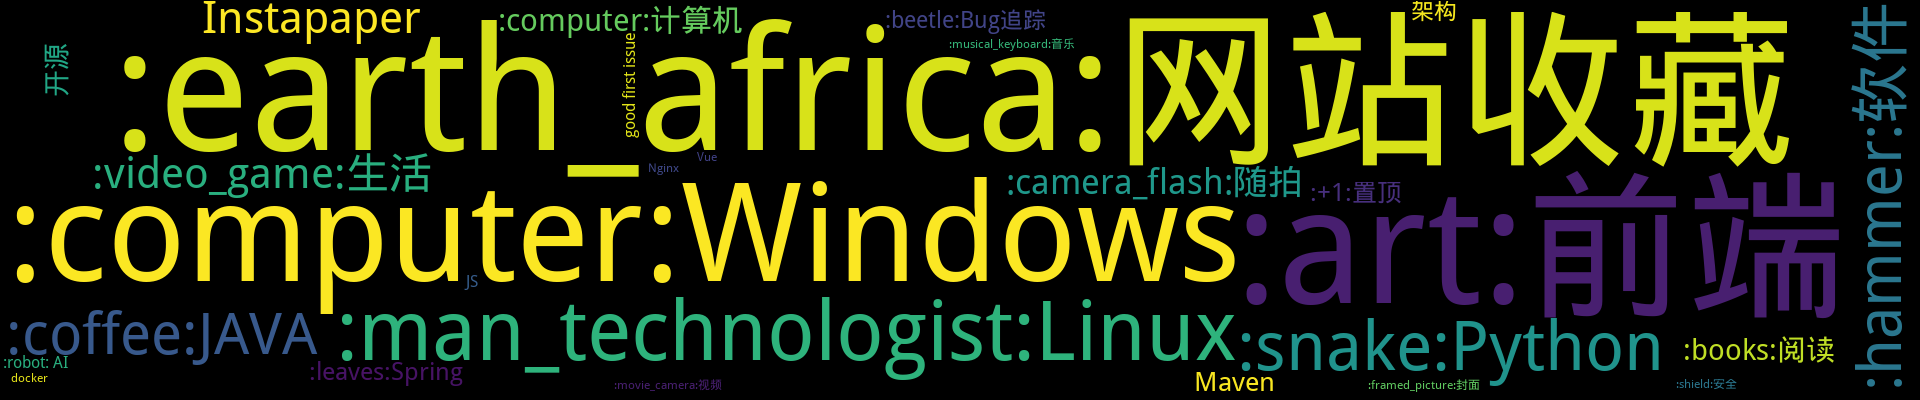 Instapaper
:computer:计算机
:beetle:Bug追踪
架构
:musical_keyboard:音乐
开源
good first issue
:earth_africa:网站收藏
:hammer:软件
:video_game:生活
Nginx
Vue
:camera_flash:随拍
:+1:置顶
:computer:Windows
:art:前端
JS
:coffee:JAVA
:man_technologist:Linux
:snake:Python
:books:阅读
:robot: AI
docker
:leaves:Spring
:movie_camera:视频
Maven
:framed_picture:封面
:shield:安全